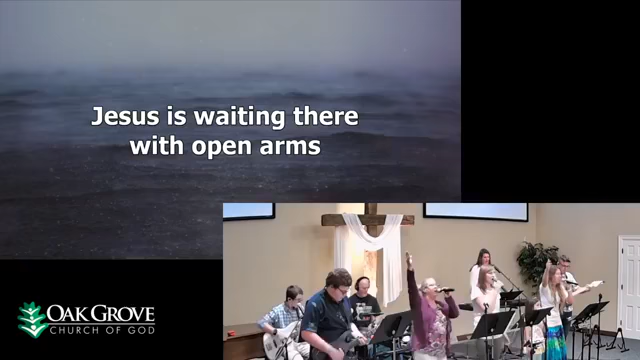 Jesus is waiting there
with open arms
OAK GROVE
CHURCH OF GOD